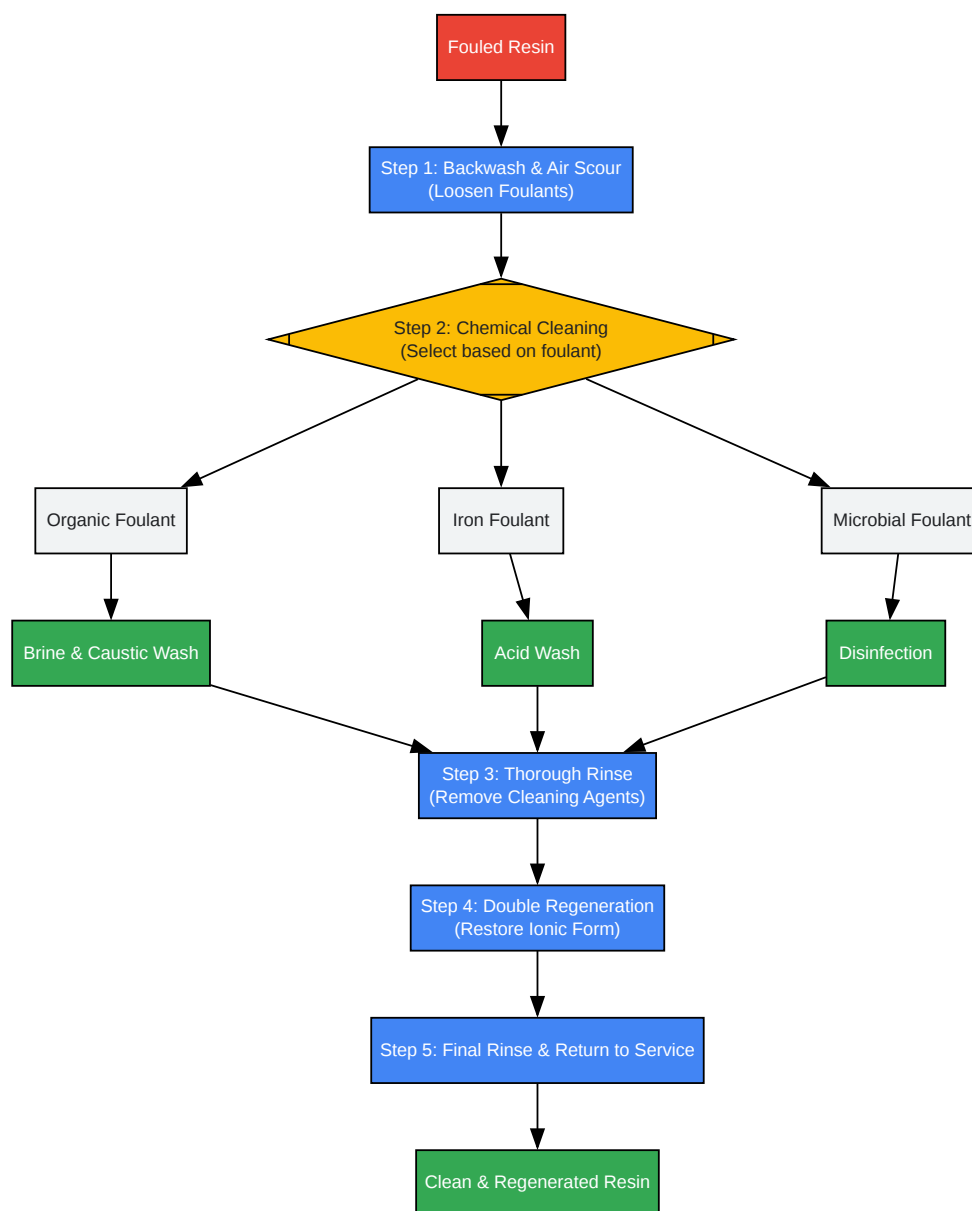 Fouled Resin
Step 1: Backwash & Air Scour
(Loosen Foulants)
Step 2: Chemical Cleaning
(Select based on foulant)
Organic Foulant
Iron Foulant
Microbial Foulant
Brine & Caustic Wash
Acid Wash
Disinfection
Step 3: Thorough Rinse
(Remove Cleaning Agents)
Step 4: Double Regeneration
(Restore Ionic Form)
Step 5: Final Rinse & Return to Service
Clean & Regenerated Resin